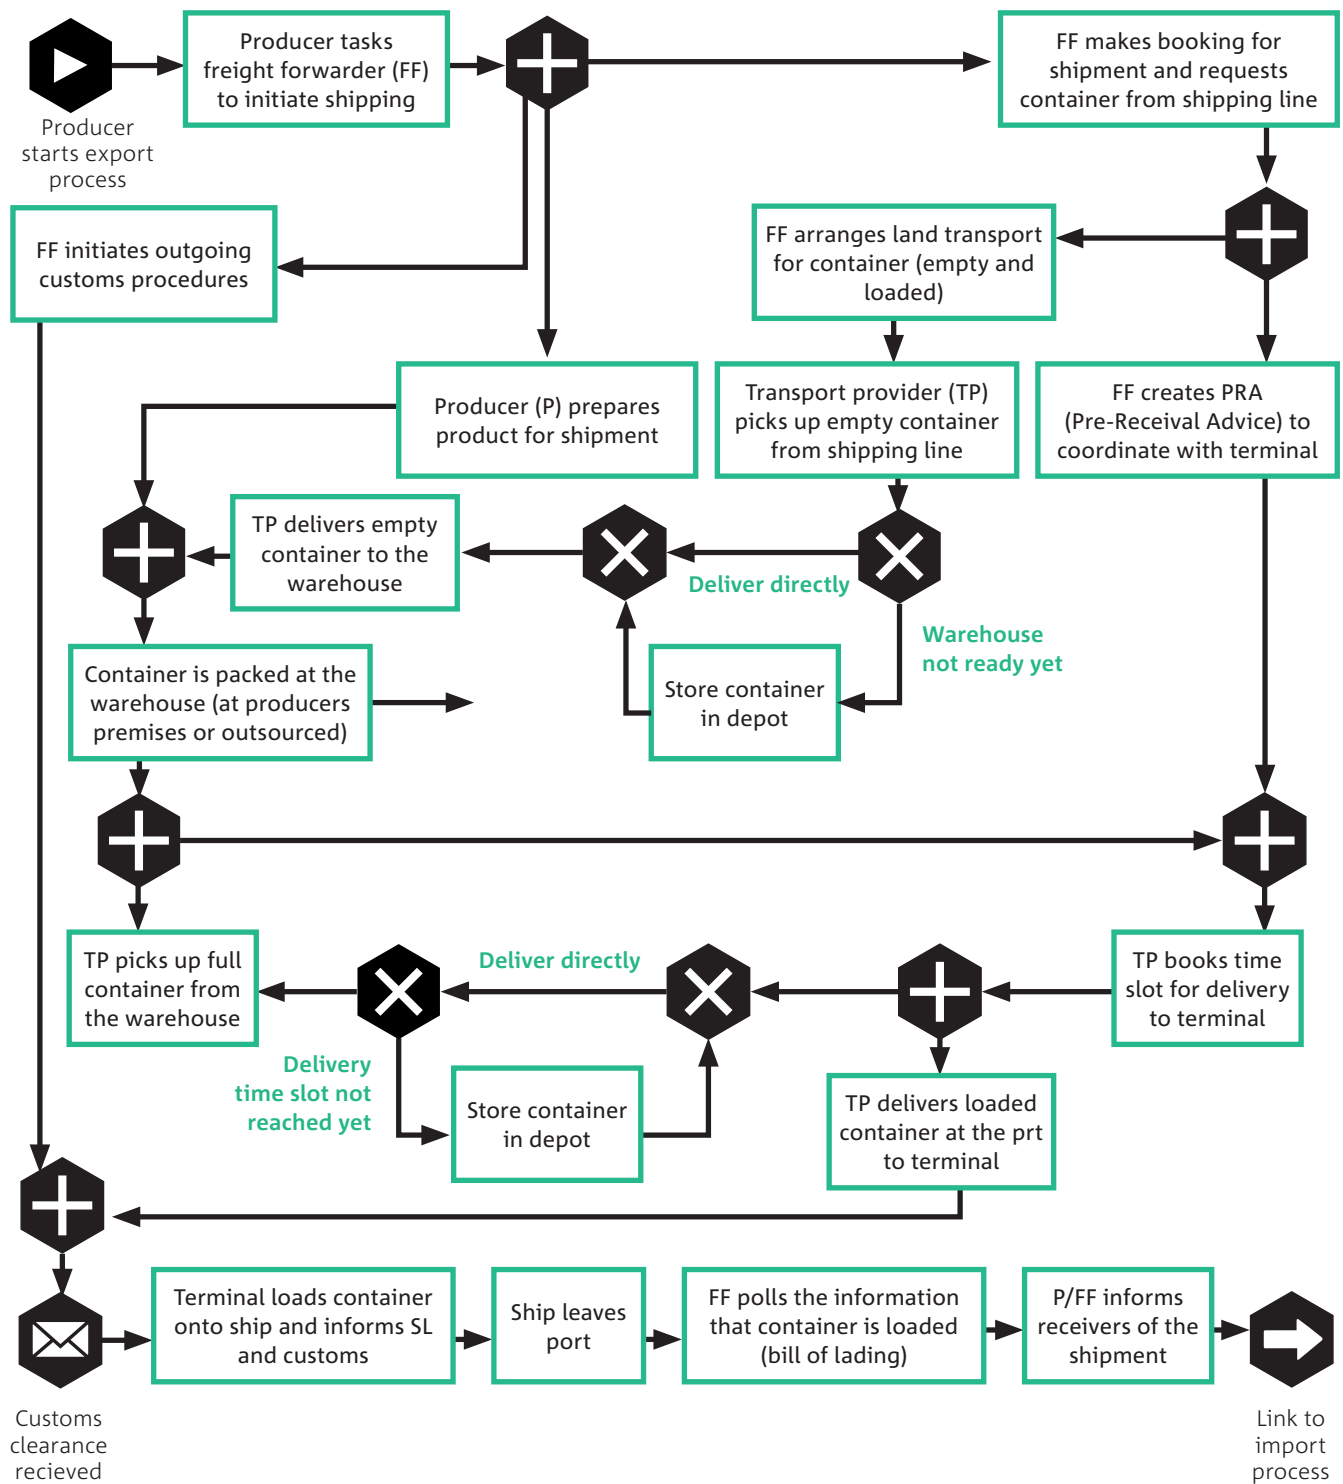 Producer tasks
freight forwarder (FF)
to initiate shipping
FF makes booking for
shipment and requests
container from shipping line
Producer
starts export
process
FF initiates outgoing
customs procedures
FF arranges land transport
for container (empty and
loaded)
Producer (P) prepares
product for shipment
Transport provider (TP)
picks up empty container
from shipping line
FF creates PRA
(Pre-Receival Advice) to
coordinate with terminal
TP delivers empty
container to the
warehouse
Deliver directly
Warehouse
not ready yet
Container is packed at the
warehouse (at producers
premises or outsourced)
Store container
in depot
TP picks up full
container from
the warehouse
Deliver directly
TP books time
slot for delivery
to terminal
Delivery
time slot not
reached yet
Store container
in depot
TP delivers loaded
container at the prt
to terminal
Terminal loads container
onto ship and informs SL
and customs
Ship leaves
port
FF polls the information
that container is loaded
(bill of lading)
P/FF informs
receivers of the
shipment
Customs
clearance
recieved
Link to
import
process